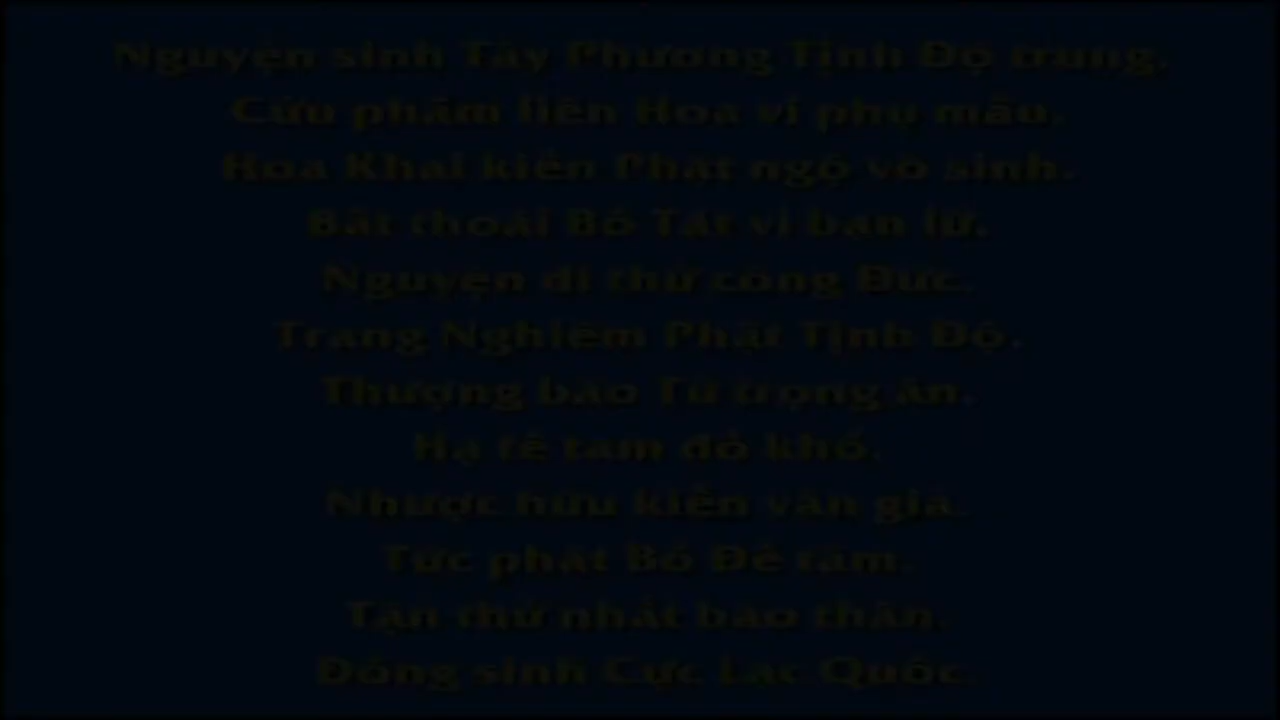 Nguyện sinh Tây Phương Tịnh Độ trung,
Cửu phẩm liên Hoa vi phụ mẫu.
Hoa Khai kiến Phật ngộ vô sinh.
Bất thoái Bồ Tát vi bạn lữ.
Nguyện dĩ thử công Đức.
Trang Nghiêm Phật Tịnh Độ.
Thượng báo Tứ trọng ân.
Hạ tế tam đồ khổ.
Nhược hữu kiến văn giả.
Tức phát Bồ Đề tâm.
Tận thử nhất báo thân.
Đồng sinh Cực Lạc Quốc.